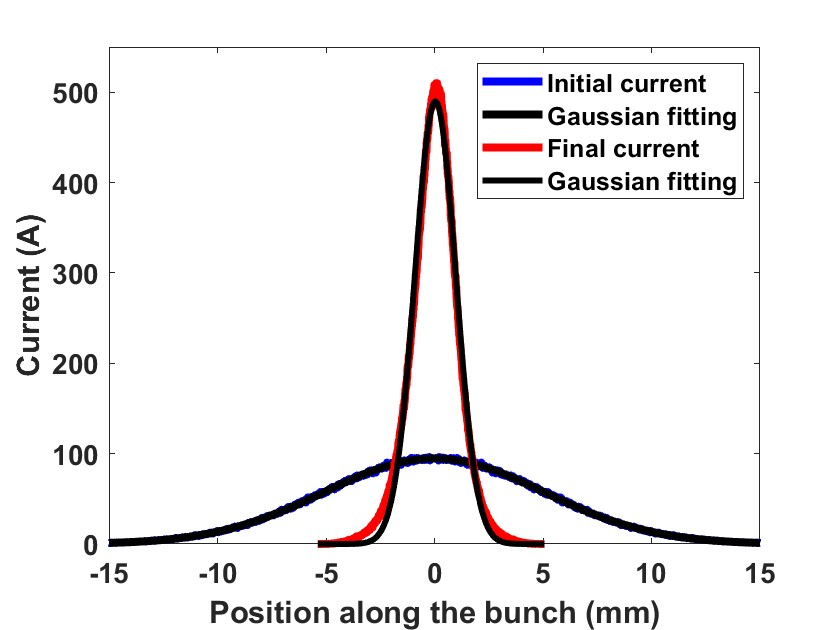 500
400
300
200
100
0
-15
-10
-5
0
5
10
15
Current (A)
Position along the bunch (mm)
Initial current
Gaussian fitting
Final current
Gaussian fitting